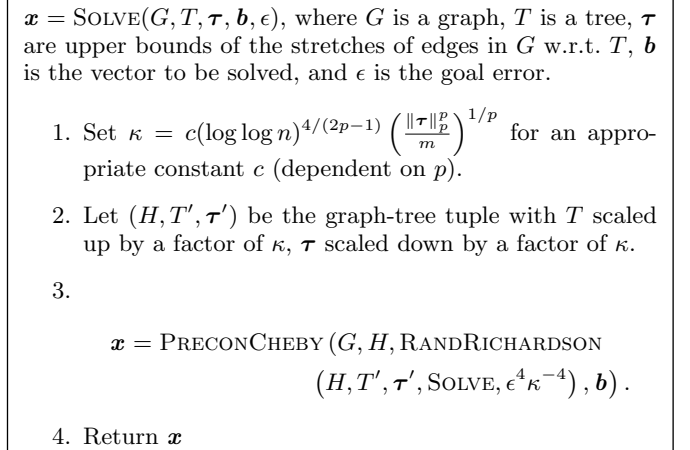 x = SOLVE(G, T, τ, b, ϵ), where G is a graph, T is a tree, τ
are upper bounds of the stretches of edges in G w.r.t. T, b
is the vector to be solved, and ϵ is the goal error.
1. Set κ = c(log log n)^{4/(2p−1)} (‖τ‖_p^p / m)^{1/p} for an appro-
priate constant c (dependent on p).
2. Let (H, T′, τ′) be the graph-tree tuple with T scaled
up by a factor of κ, τ scaled down by a factor of κ.
3.
x = PRECONCHEBY (G, H, RANDRICHARDSON
(H, T′, τ′, SOLVE, ϵ^4 κ^{−4}) , b) .
4. Return x